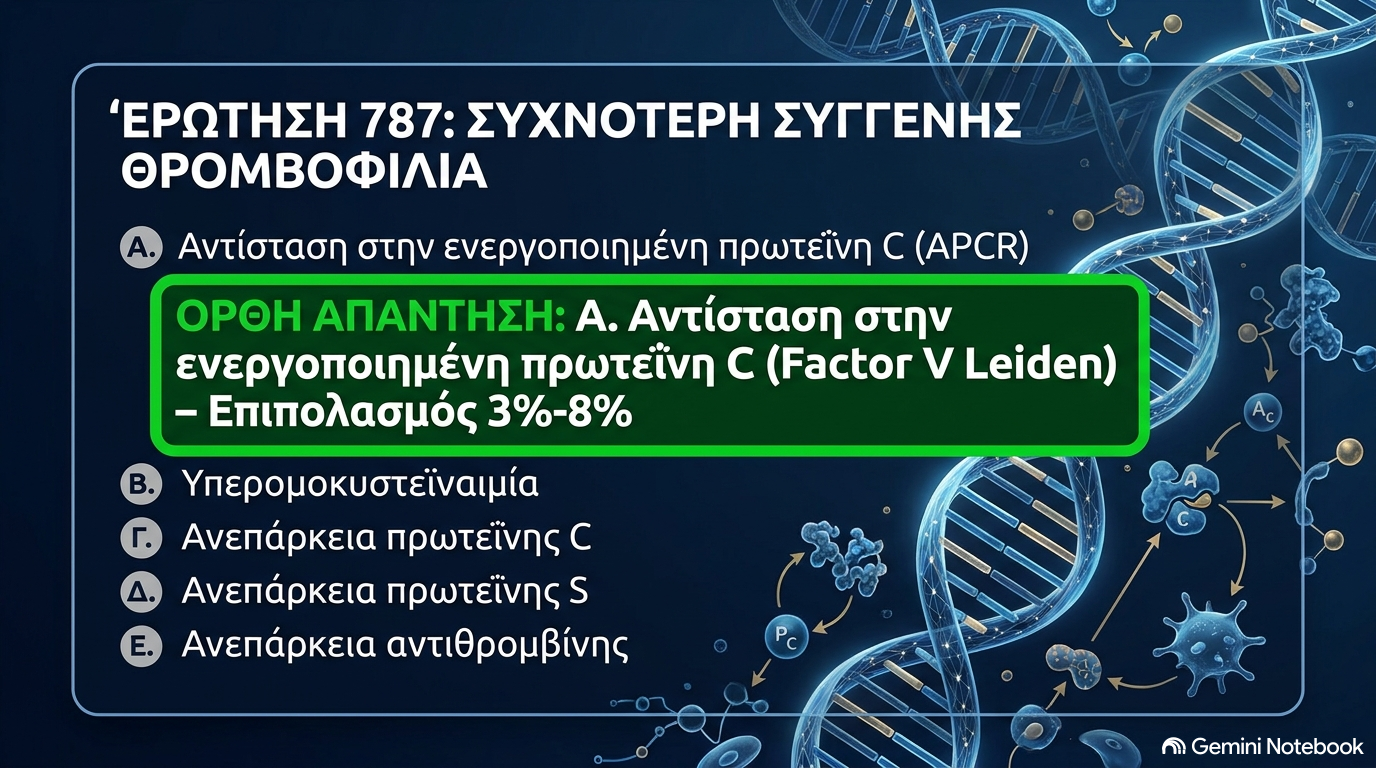 ‘ΕΡΩΤΗΣΗ 787: ΣΥΧΝΟΤΕΡΗ ΣΥΓΓΕΝΗΣ
ΘΡΟΜΒΟΦΙΛΙΑ
Α. Αντίσταση στην ενεργοποιημένη πρωτεΐνη C (APCR)
ΟΡΘΗ ΑΠΑΝΤΗΣΗ: Α. Αντίσταση στην
ενεργοποιημένη πρωτεΐνη C (Factor V Leiden)
– Επιπολασμός 3%-8%
Β. Υπερομοκυστεϊναιμία
Γ. Ανεπάρκεια πρωτεΐνης C
Δ. Ανεπάρκεια πρωτεΐνης S
Ε. Ανεπάρκεια αντιθρομβίνης
Ac
A
C
Pc
Gemini Notebook